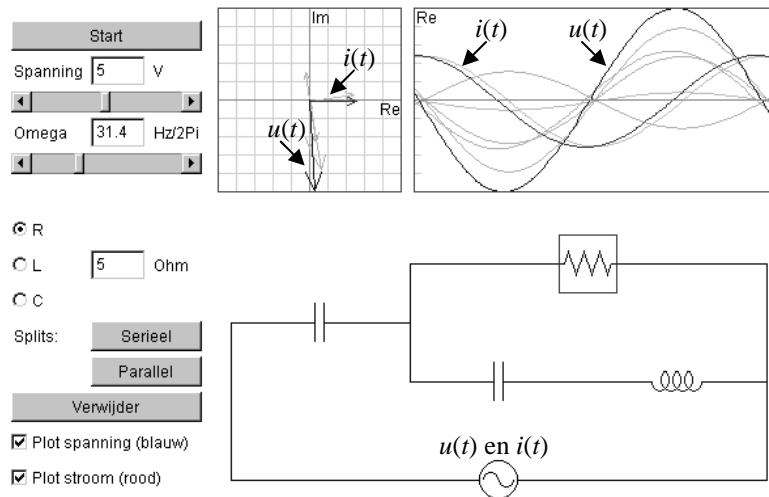 Start
Spanning 5 V
Omega 31.4 Hz/2Pi
R
L 5 Ohm
C
Splits: Serieel
Parallel
Verwijder
Plot spanning (blauw)
Plot stroom (rood)
Im
i(t)
Re
u(t)
Re
i(t) u(t)
u(t) en i(t)